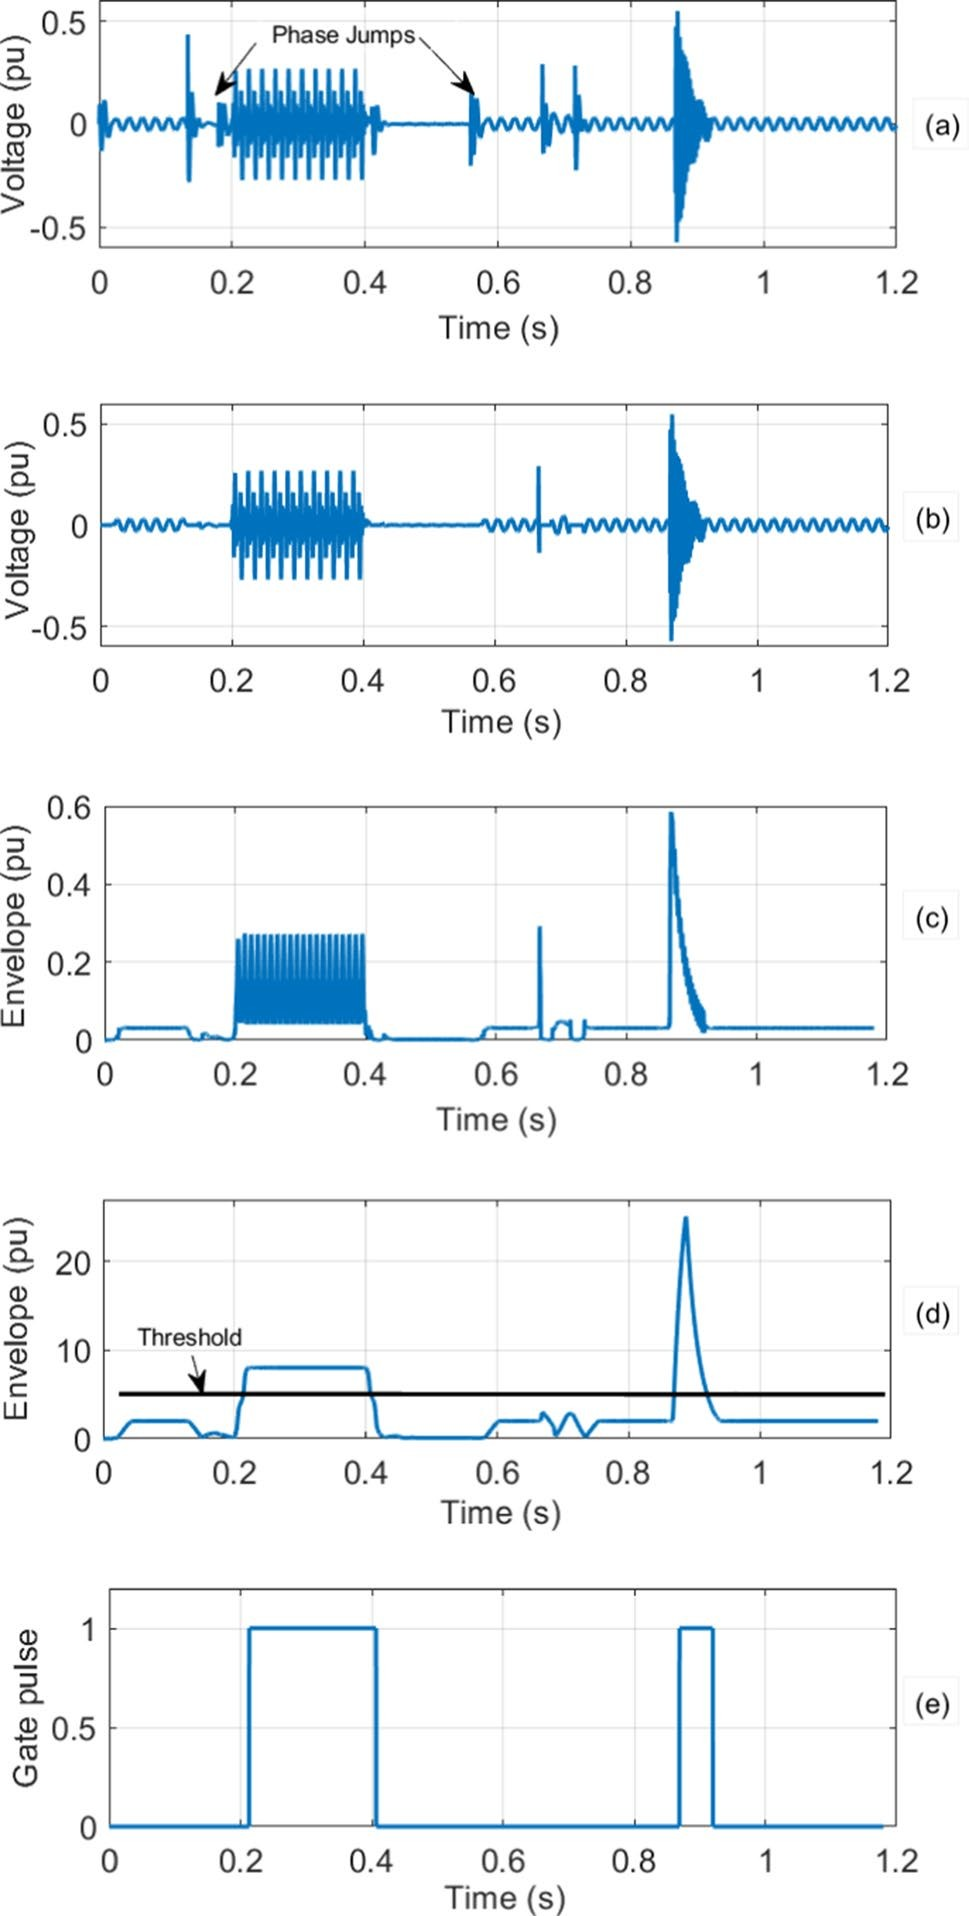 Voltage (pu)
0.5
0
-0.5
Phase Jumps
(a)
0 0.2 0.4 0.6 0.8 1 1.2
Time (s)
Voltage (pu)
0.5
0
-0.5
(b)
0 0.2 0.4 0.6 0.8 1 1.2
Time (s)
Envelope (pu)
0.6
0.4
0.2
0
(c)
0 0.2 0.4 0.6 0.8 1 1.2
Time (s)
Envelope (pu)
20
10
0
Threshold
(d)
0 0.2 0.4 0.6 0.8 1 1.2
Time (s)
Gate pulse
1
0.5
0
(e)
0 0.2 0.4 0.6 0.8 1 1.2
Time (s)